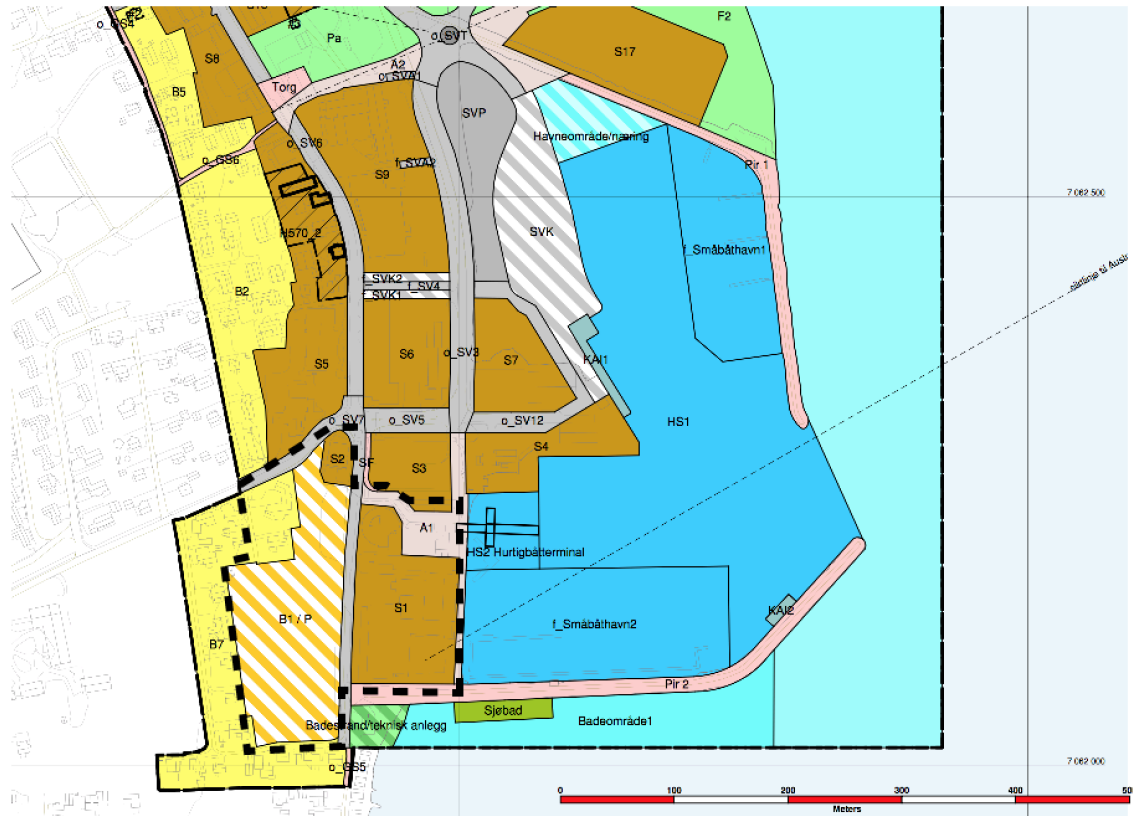 o_GS4
F2
Pa
o_SVT
S8
S17
A2
o_SVA1
Torg
B5
SVP
Havneområde/næring
o_SV6
o_GS6
f_SVA2
Pir 1
S9
7 062 500
H570_2
SVK
f_Småbåthavn1
f_SVK2
f_SV4
B2
f_SVK1
o_SV3
S5
S6
S7
KAI1
o_SV7
o_SV5
o_SV12
HS1
S4
S2
SF
S3
A1
HS2 Hurtigbåtterminal
S1
B1 / P
KAI2
f_Småbåthavn2
B7
Pir 2
Sjøbad
Badestrand/teknisk anlegg
Badeområde1
o_GS5
7 062 000
0 100 200 300 400
Meters